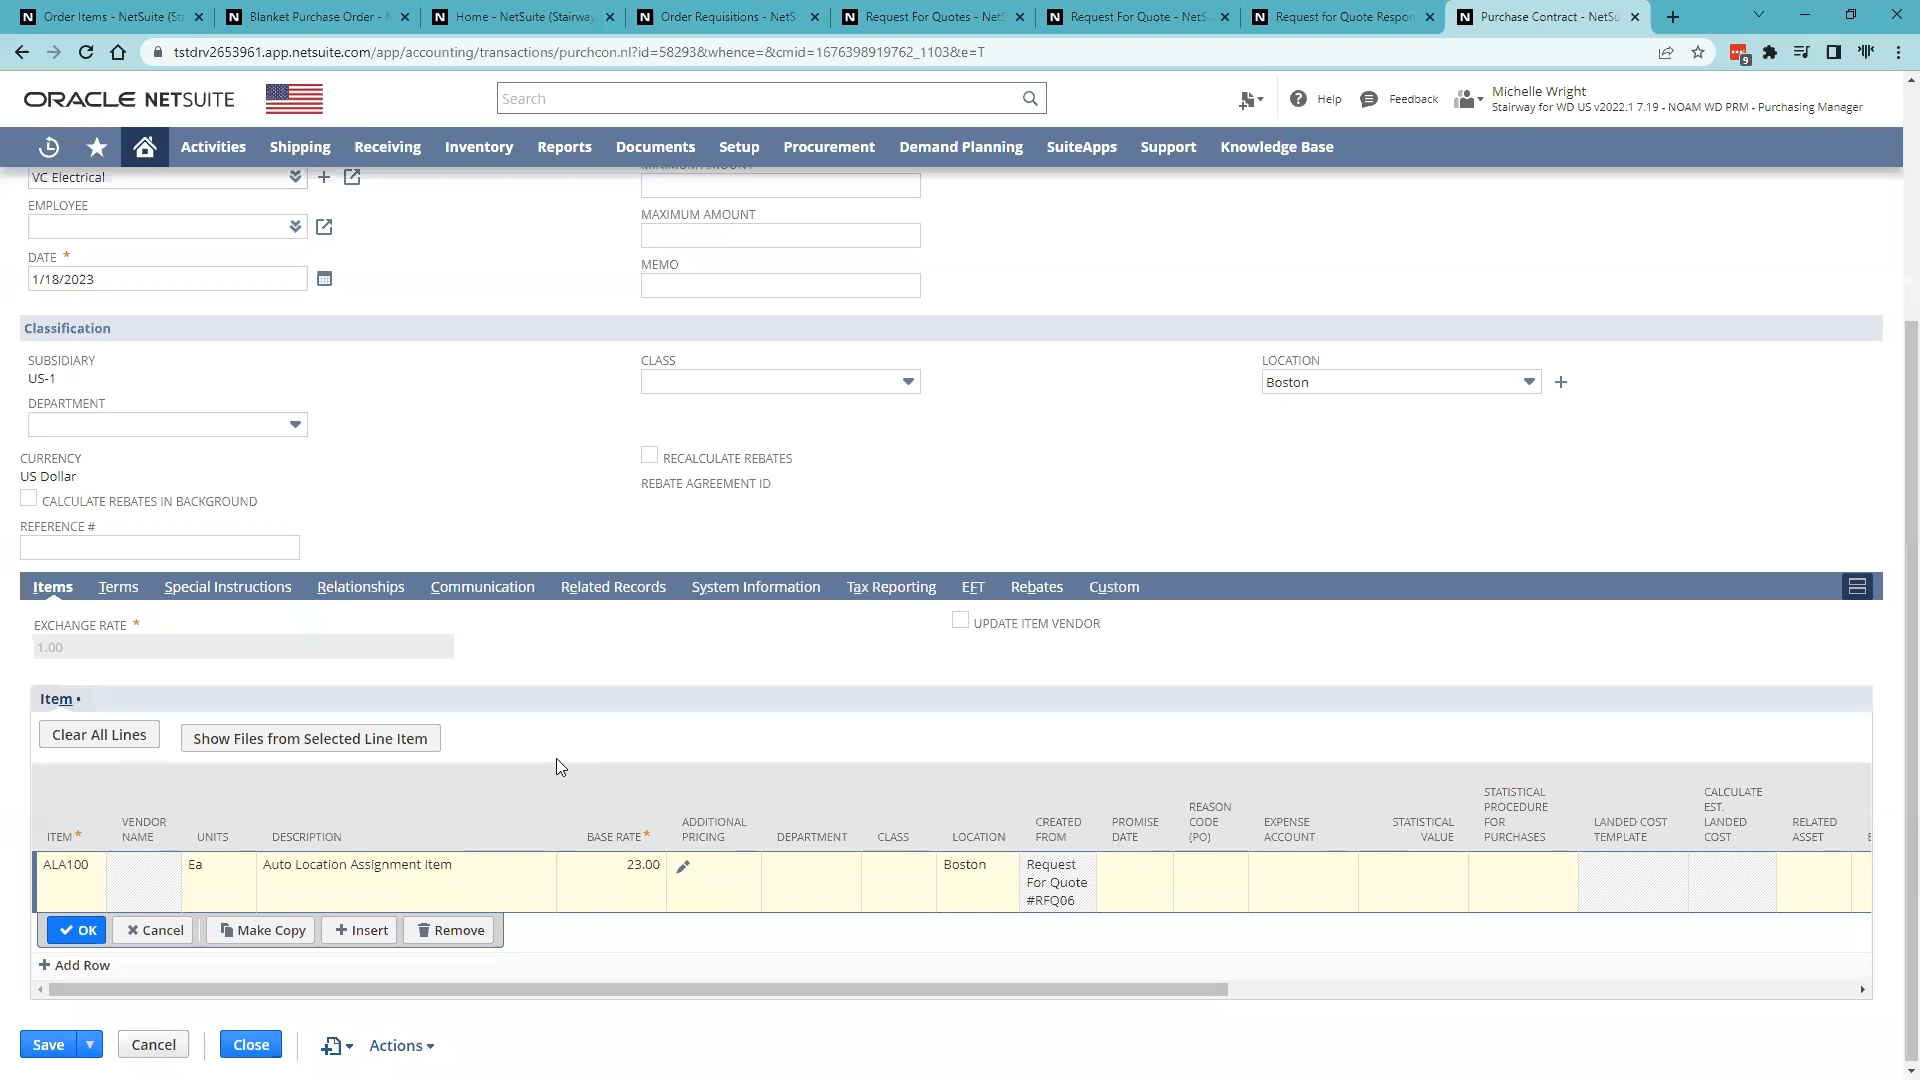 Order Items - NetSuite (Sta
Blanket Purchase Order - N
Home - NetSuite (Stairway
Order Requisitions - NetS
Request For Quotes - NetS
Request For Quote - NetS
Request for Quote Respon
Purchase Contract - NetSu
tstdrv2653961.app.netsuite.com/app/accounting/transactions/purchcon.nl?id=58293&whence=&cmid=1676398919762_1103&e=T
9
ORACLE NETSUITE
Search
Help
Feedback
Michelle Wright
Stairway for WD US v2022.1 7.19 - NOAM WD PRM - Purchasing Manager
Activities Shipping Receiving Inventory Reports Documents Setup Procurement Demand Planning SuiteApps Support Knowledge Base
VC Electrical
MINIMUM AMOUNT
EMPLOYEE
MAXIMUM AMOUNT
DATE *
1/18/2023
MEMO
Classification
SUBSIDIARY
US-1
CLASS
LOCATION
Boston
DEPARTMENT
CURRENCY
US Dollar
RECALCULATE REBATES
REBATE AGREEMENT ID
CALCULATE REBATES IN BACKGROUND
REFERENCE #
Items Terms Special Instructions Relationships Communication Related Records System Information Tax Reporting EFT Rebates Custom
EXCHANGE RATE *
1.00
UPDATE ITEM VENDOR
Item •
Clear All Lines
Show Files from Selected Line Item
ITEM * VENDOR NAME UNITS DESCRIPTION BASE RATE * ADDITIONAL PRICING DEPARTMENT CLASS LOCATION CREATED FROM PROMISE DATE REASON CODE (PO) EXPENSE ACCOUNT STATISTICAL VALUE STATISTICAL PROCEDURE FOR PURCHASES LANDED COST TEMPLATE CALCULATE EST. LANDED COST RELATED ASSET
ALA100 Ea Auto Location Assignment Item 23.00 Boston Request For Quote #RFQ06
OK Cancel Make Copy Insert Remove
Add Row
Save Cancel Close Actions